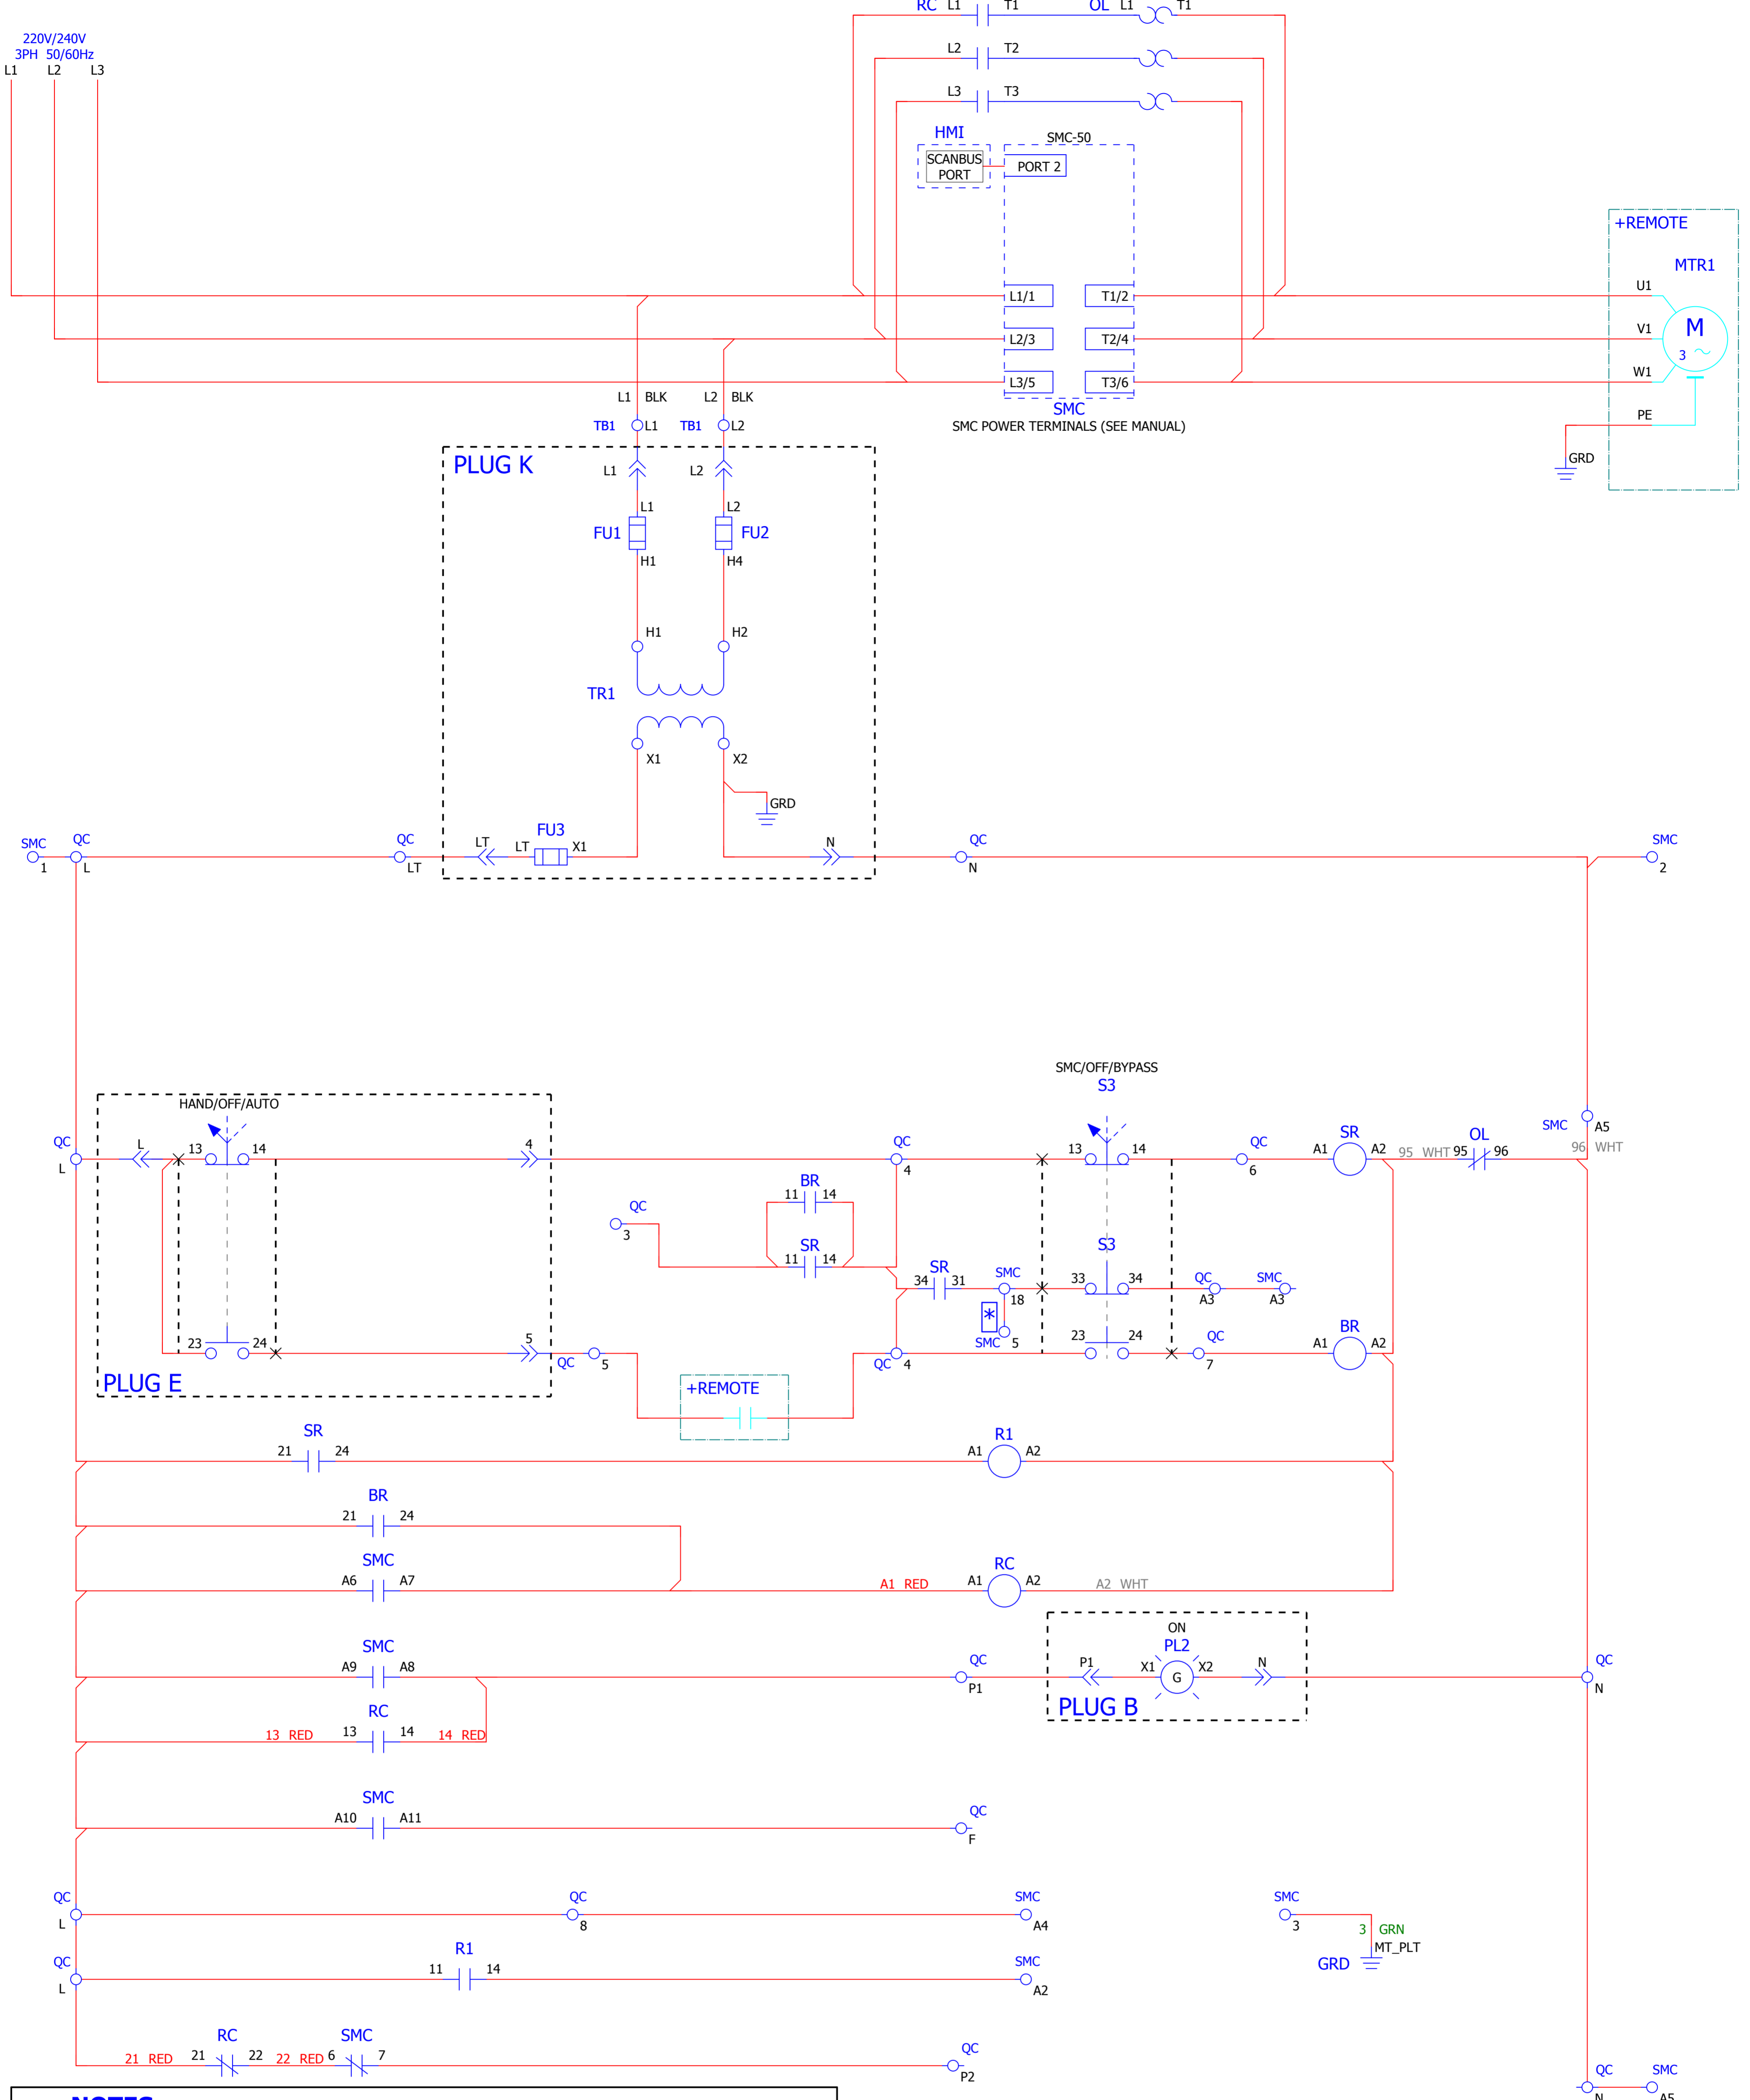 RC L1 T1 OL L1 T1
220V/240V
3PH 50/60Hz
L1 L2 L3
L2 T2
L3 T3
HMI
SMC-50
SCANBUS
PORT
PORT 2
+REMOTE
MTR1
L1/1 T1/2 U1
L2/3 T2/4 V1
M
3
L3/5 T3/6 W1
L1 BLK L2 BLK
SMC
SMC POWER TERMINALS (SEE MANUAL)
PE
GRD
TB1 L1 TB1 L2
PLUG K
L1 L2
L1 L2
FU1 FU2
H1 H4
H1 H2
TR1
X1 X2
GRD
SMC QC QC LT FU3 N QC SMC
LT X1
1 L LT N 2
SMC/OFF/BYPASS
S3
HAND/OFF/AUTO
SMC A5
QC L 13 14 4 QC 13 14 QC SR OL
A1 A2 95 WHT 95 96 96 WHT
L 4 6
BR
11 14
QC
3
SR
11 14
S3
SR
34 31 SMC 33 34 QC SMC
18 A3 A3
*
SMC 5
23 24 5 23 24 QC BR
A1 A2
QC 5 QC 4 7
PLUG E
+REMOTE
SR R1
21 24 A1 A2
BR
21 24
SMC RC
A6 A7 A1 RED A1 A2 A2 WHT
ON
SMC PL2
A9 A8 QC P1 X1 G X2 N QC
P1 N
RC PLUG B
13 RED 13 14 14 RED
SMC
A10 A11 QC
F
QC QC SMC SMC
L 8 A4 3
3 GRN
MT_PLT
GRD
QC R1 SMC
11 14
L A2
RC SMC
21 RED 21 22 22 RED 6 7 QC
P2
QC SMC
NOTES
N A5